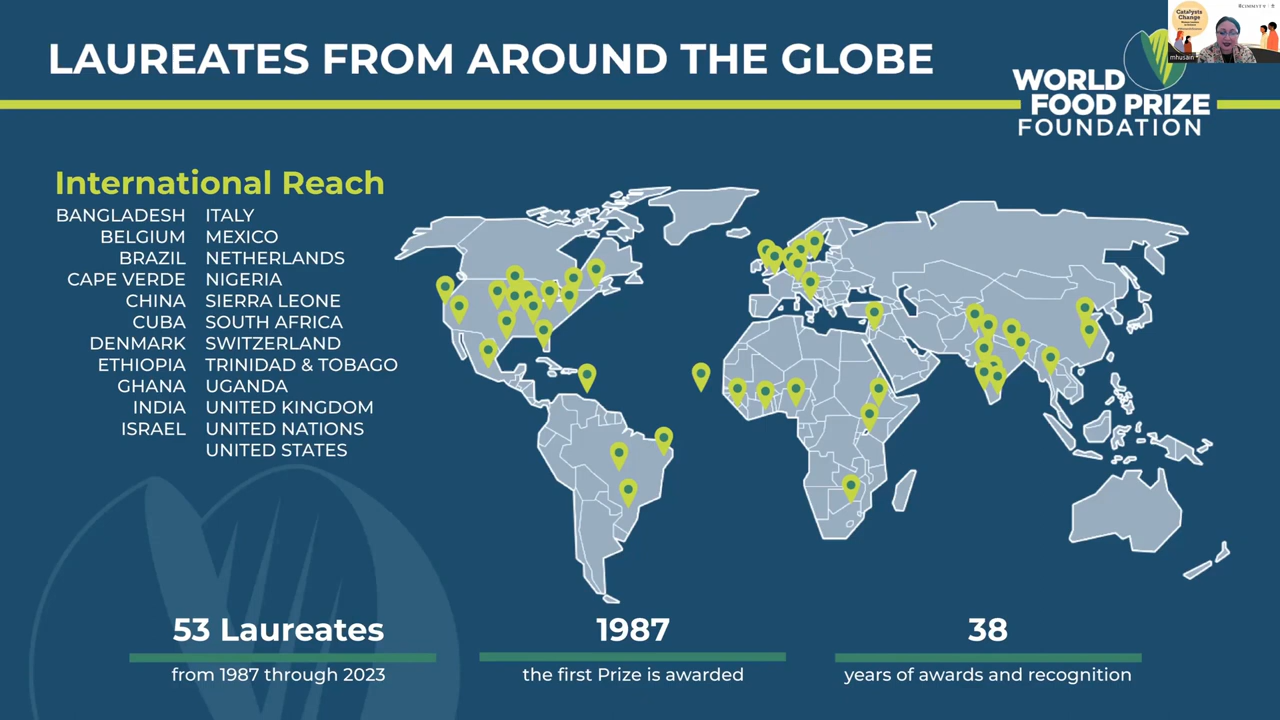 LAUREATES FROM AROUND THE GLOBE
Catalysts
Change
mhusain
WORLD
FOOD PRIZE
FOUNDATION
International Reach
BANGLADESH ITALY
BELGIUM MEXICO
BRAZIL NETHERLANDS
CAPE VERDE NIGERIA
CHINA SIERRA LEONE
CUBA SOUTH AFRICA
DENMARK SWITZERLAND
ETHIOPIA TRINIDAD & TOBAGO
GHANA UGANDA
INDIA UNITED KINGDOM
ISRAEL UNITED NATIONS
UNITED STATES
53 Laureates
from 1987 through 2023
1987
the first Prize is awarded
38
years of awards and recognition